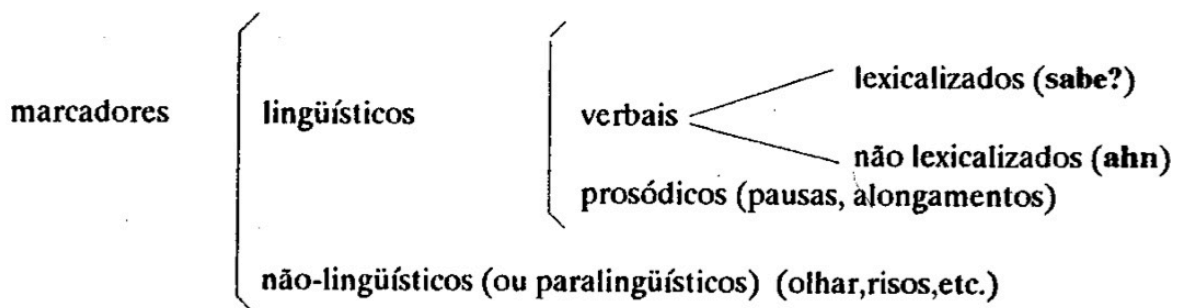 lexicalizados (sabe?)
marcadores lingüísticos verbais
não lexicalizados (ahn)
prosódicos (pausas, alongamentos)
não-lingüísticos (ou paralingüísticos) (olhar,risos,etc.)